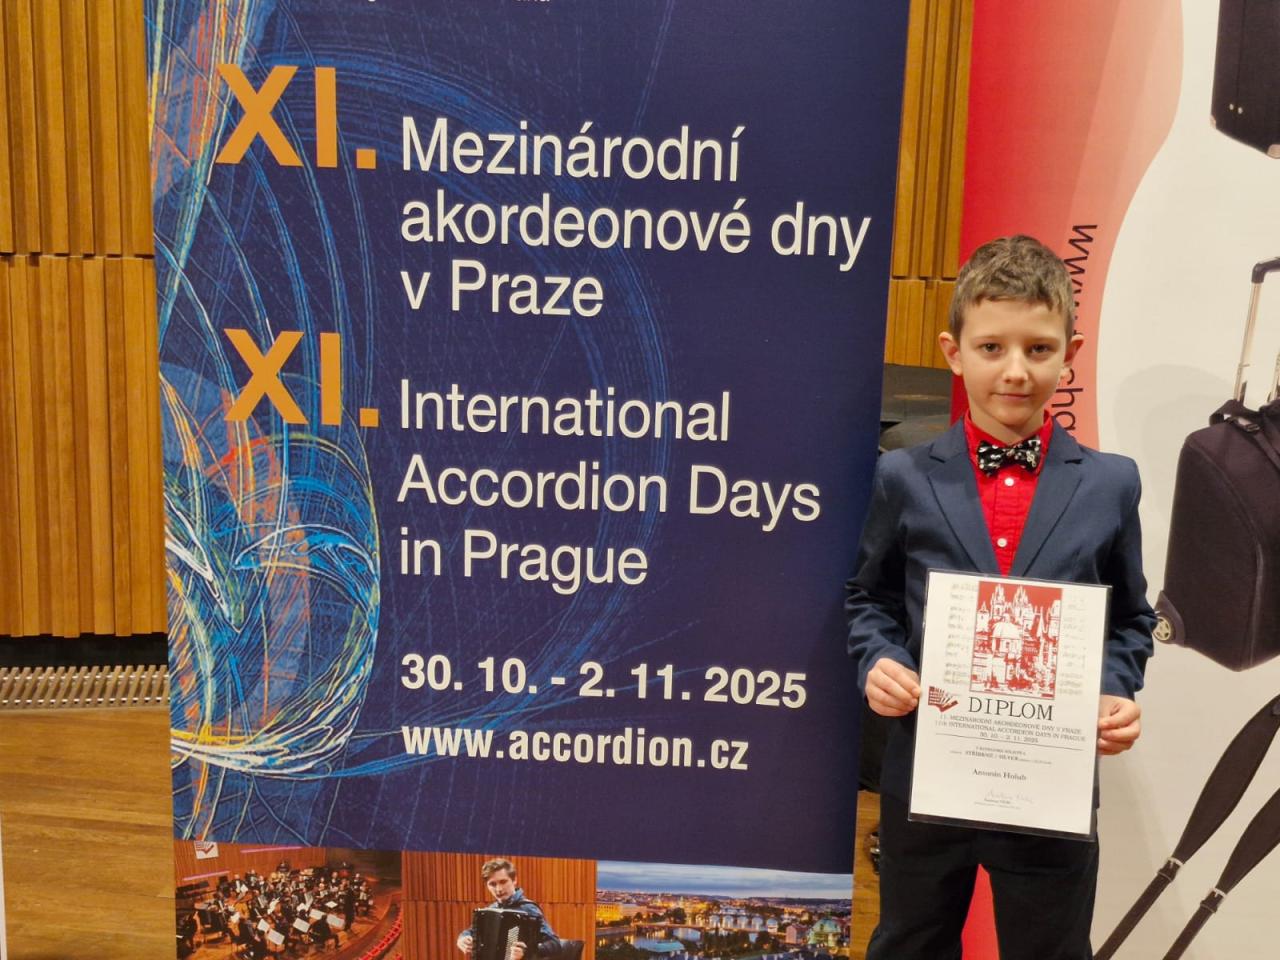 XI. Mezinárodní
akordeonové dny
v Praze
XI. International
Accordion Days
in Prague
30. 10. - 2. 11. 2025
www.accordion.cz
www.
DIPLOM
11. MEZINÁRODNÍ AKORDEONOVÉ DNY V PRAZE
11th INTERNATIONAL ACCORDION DAYS IN PRAGUE
30. 10. - 2. 11. 2025
STŘÍBRNÉ / SILVER
Antonín Holub